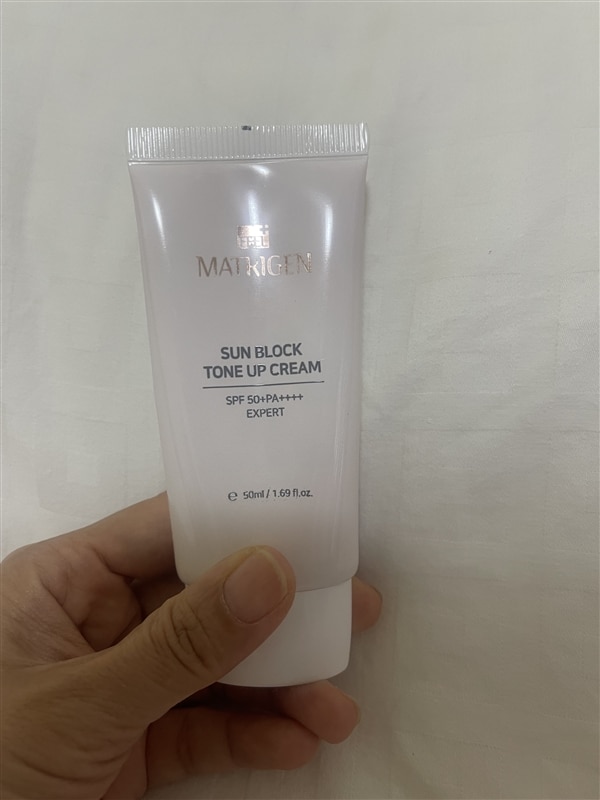 MATRIGEN
SUN BLOCK
TONE UP CREAM
SPF 50+PA++++
EXPERT
℮ 50ml / 1.69 fl.oz.